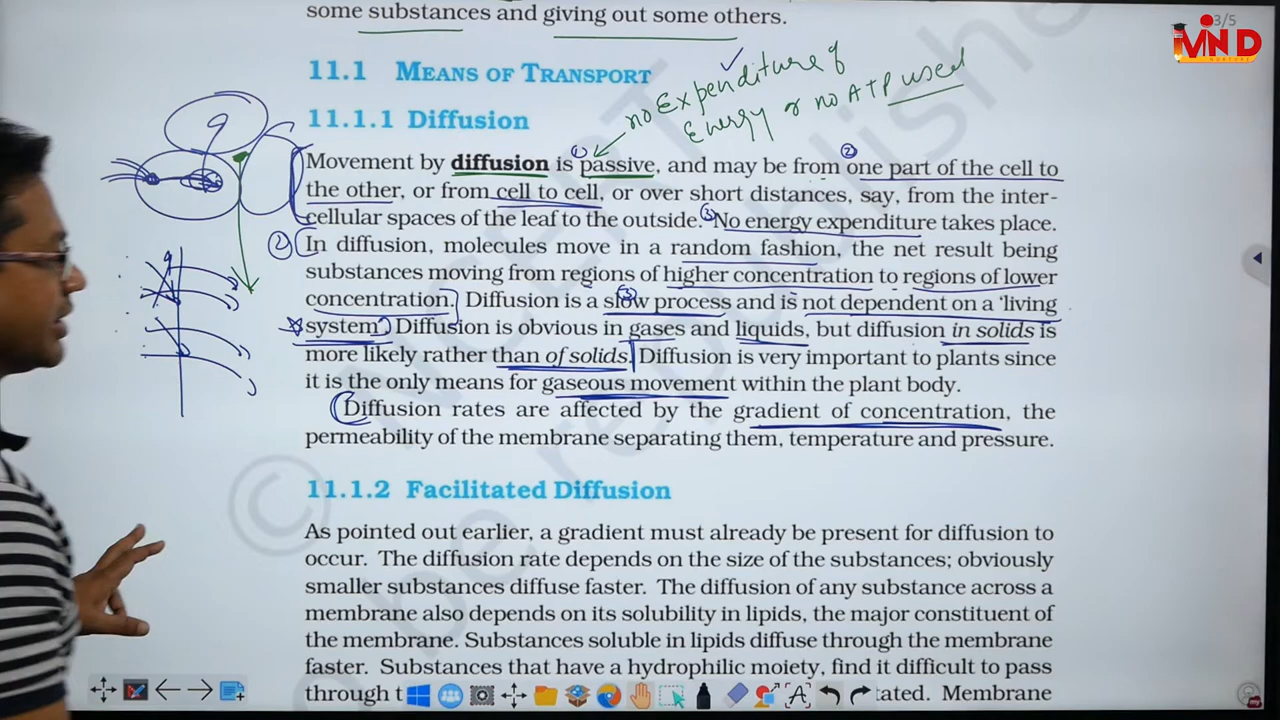 some substances and giving out some others.
3/5
MIND
11.1 MEANS OF TRANSPORT
no Expenditure of
Energy or no ATP used
11.1.1 Diffusion
Movement by diffusion is passive, and may be from one part of the cell to
the other, or from cell to cell, or over short distances, say, from the inter-
cellular spaces of the leaf to the outside. No energy expenditure takes place.
In diffusion, molecules move in a random fashion, the net result being
substances moving from regions of higher concentration to regions of lower
concentration. Diffusion is a slow process and is not dependent on a 'living
system'. Diffusion is obvious in gases and liquids, but diffusion in solids is
more likely rather than of solids. Diffusion is very important to plants since
it is the only means for gaseous movement within the plant body.
Diffusion rates are affected by the gradient of concentration, the
permeability of the membrane separating them, temperature and pressure.
11.1.2 Facilitated Diffusion
As pointed out earlier, a gradient must already be present for diffusion to
occur. The diffusion rate depends on the size of the substances; obviously
smaller substances diffuse faster. The diffusion of any substance across a
membrane also depends on its solubility in lipids, the major constituent of
the membrane. Substances soluble in lipids diffuse through the membrane
faster. Substances that have a hydrophilic moiety, find it difficult to pass
through t tated. Membrane